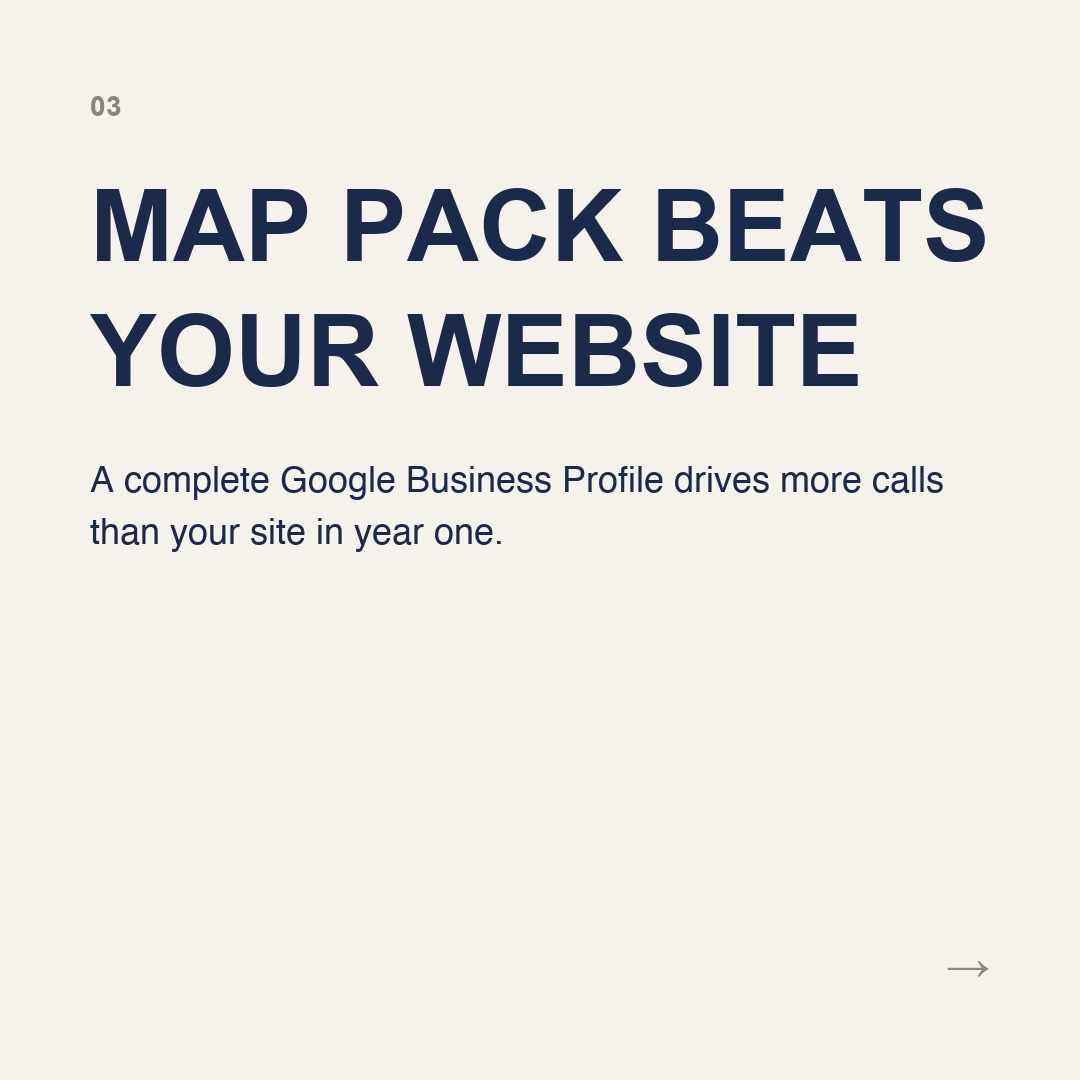 03
MAP PACK BEATS
YOUR WEBSITE
A complete Google Business Profile drives more calls
than your site in year one.
→